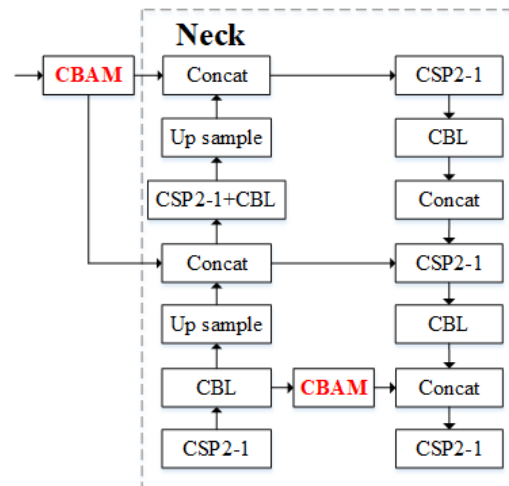 Neck
CBAM
Concat
CSP2-1
Up sample
CBL
CSP2-1+CBL
Concat
Concat
CSP2-1
Up sample
CBL
CBL
CBAM
Concat
CSP2-1
CSP2-1